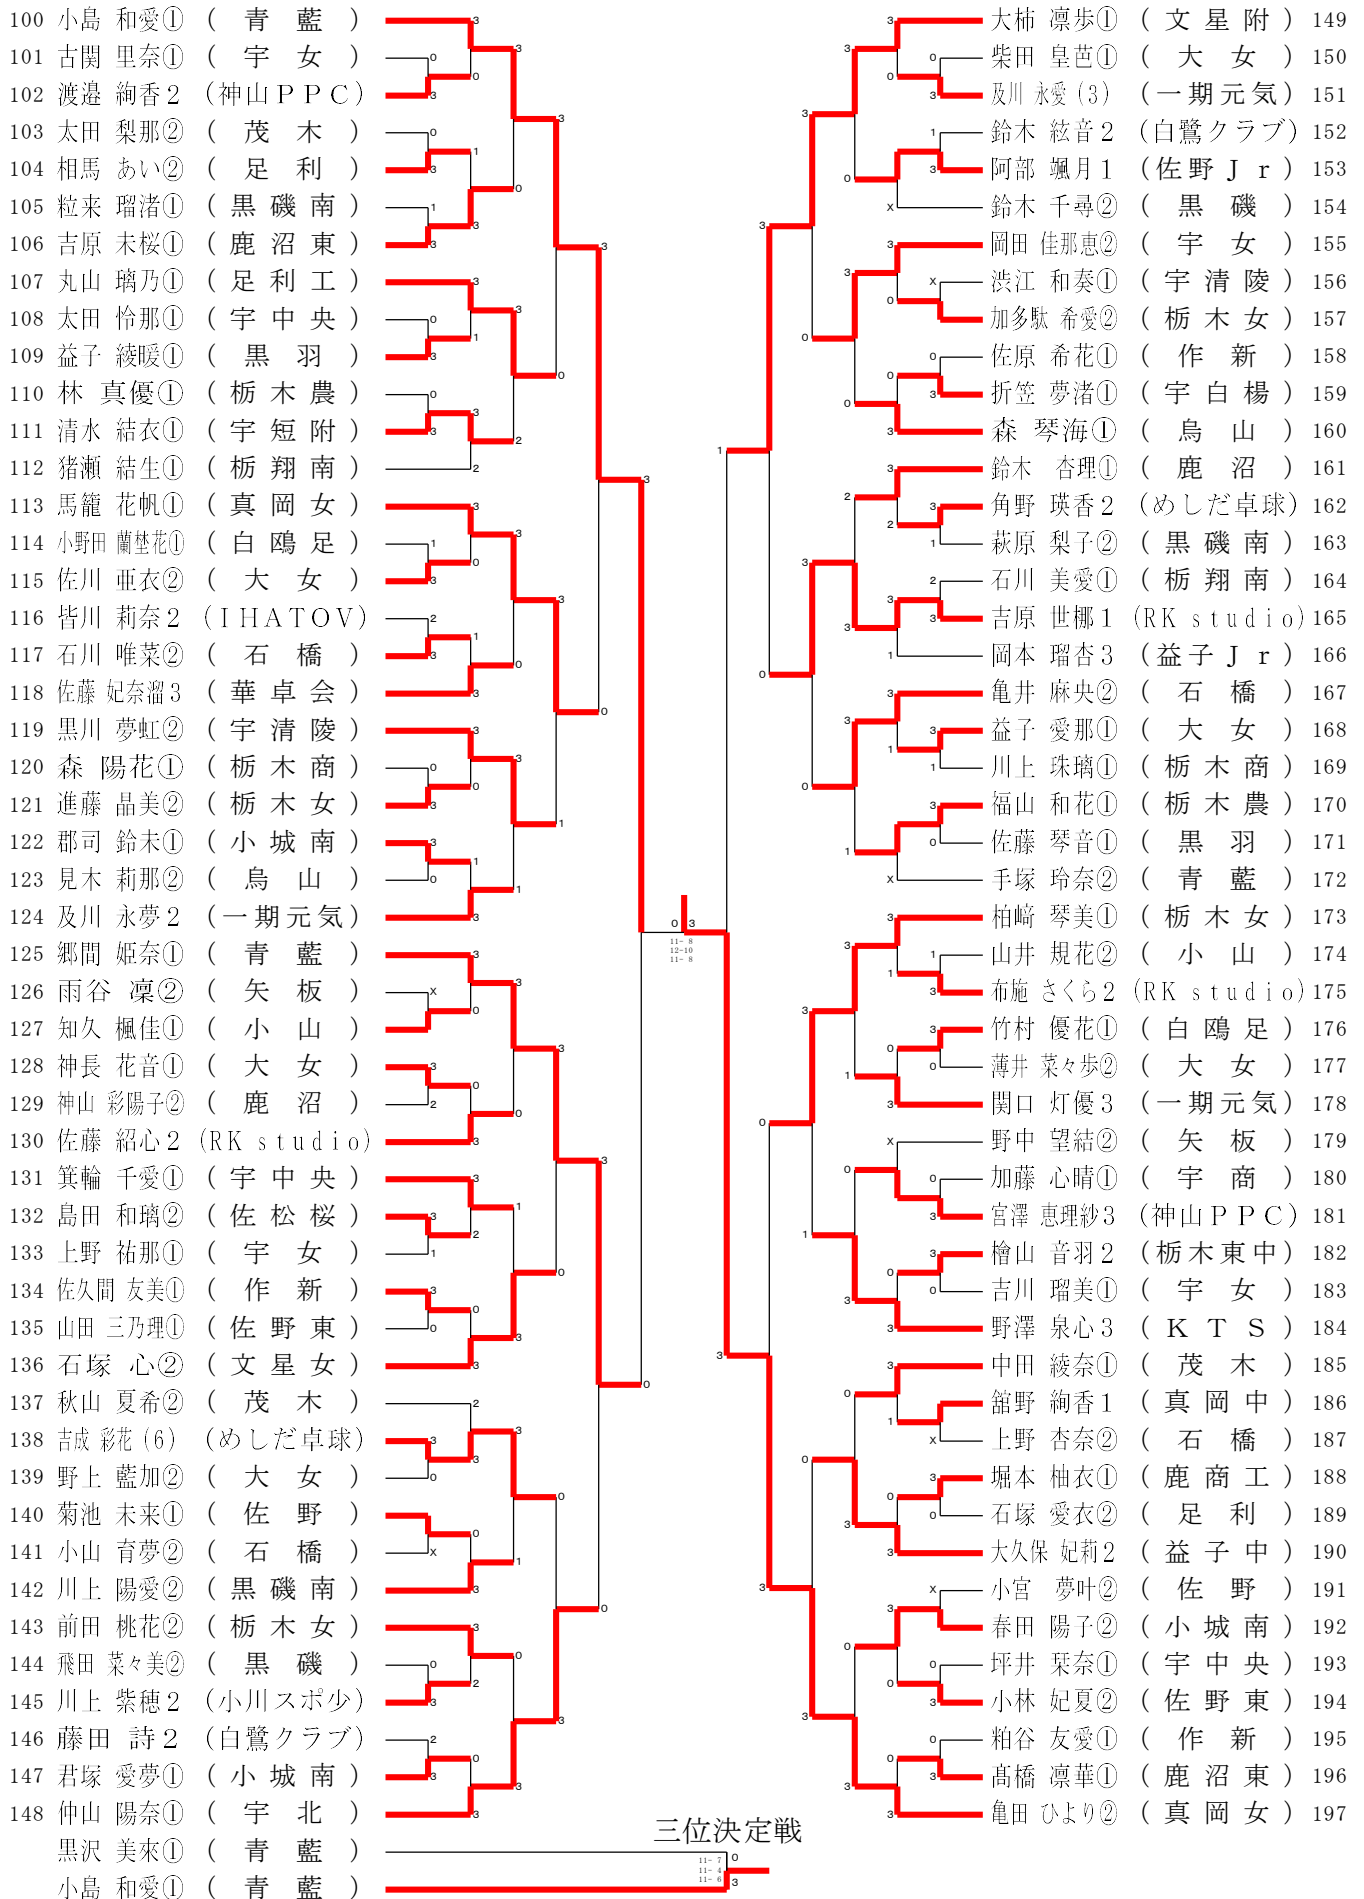 100 小島 和愛① ( 青 藍 )
101 古関 里奈① ( 宇 女 )
102 渡邉 絢香2 (神山PPC)
103 太田 梨那② ( 茂 木 )
104 相馬 あい② ( 足 利 )
105 粒来 瑠渚① ( 黒 磯 南 )
106 吉原 未桜① ( 鹿 沼 東 )
107 丸山 璃乃① ( 足 利 工 )
108 太田 怜那① ( 宇 中 央 )
109 益子 綾暖① ( 黒 羽 )
110 林 真優① ( 栃 木 農 )
111 清水 結衣① ( 宇 短 附 )
112 猪瀬 結生① ( 栃 翔 南 )
113 馬籠 花帆① ( 真 岡 女 )
114 小野田 蘭埜花① ( 白 鴎 足 )
115 佐川 亜衣② ( 大 女 )
116 皆川 莉奈2 (IHATOV)
117 石川 唯菜② ( 石 橋 )
118 佐藤 妃奈溜3 ( 華 卓 会 )
119 黒川 夢虹② ( 宇 清 陵 )
120 森 陽花① ( 栃 木 商 )
121 進藤 晶美② ( 栃 木 女 )
122 郡司 鈴未① ( 小 城 南 )
123 見木 莉那② ( 烏 山 )
124 及川 永夢2 (一期元気)
125 郷間 姫奈① ( 青 藍 )
126 雨谷 凜② ( 矢 板 )
127 知久 楓佳① ( 小 山 )
128 神長 花音① ( 大 女 )
129 神山 彩陽子② ( 鹿 沼 )
130 佐藤 紹心2 (RK studio)
131 箕輪 千愛① ( 宇 中 央 )
132 島田 和璃② ( 佐 松 桜 )
133 上野 祐那① ( 宇 女 )
134 佐久間 友美① ( 作 新 )
135 山田 三乃理① ( 佐 野 東 )
136 石塚 心② ( 文 星 女 )
137 秋山 夏希② ( 茂 木 )
138 吉成 彩花(6) (めしだ卓球)
139 野上 藍加② ( 大 女 )
140 菊池 未来① ( 佐 野 )
141 小山 育夢② ( 石 橋 )
142 川上 陽愛② ( 黒 磯 南 )
143 前田 桃花② ( 栃 木 女 )
144 飛田 菜々美② ( 黒 磯 )
145 川上 紫穂2 (小川スポ少)
146 藤田 詩2 (白鷺クラブ)
147 君塚 愛夢① ( 小 城 南 )
148 仲山 陽奈① ( 宇 北 )
大柿 凛歩① ( 文 星 附 ) 149
柴田 皇芭① ( 大 女 ) 150
及川 永愛(3) (一期元気) 151
鈴木 絃音2 (白鷺クラブ) 152
阿部 颯月1 (佐野Jr) 153
鈴木 千尋② ( 黒 磯 ) 154
岡田 佳那恵② ( 宇 女 ) 155
渋江 和奏① ( 宇 清 陵 ) 156
加多駄 希愛② ( 栃 木 女 ) 157
佐原 希花① ( 作 新 ) 158
折笠 夢渚① ( 宇 白 楊 ) 159
森 琴海① ( 烏 山 ) 160
鈴木 杏理① ( 鹿 沼 ) 161
角野 瑛香2 (めしだ卓球) 162
萩原 梨子② ( 黒 磯 南 ) 163
石川 美愛① ( 栃 翔 南 ) 164
吉原 世梛1 (RK studio) 165
岡本 瑠杏3 (益子Jr) 166
亀井 麻央② ( 石 橋 ) 167
益子 愛那① ( 大 女 ) 168
川上 珠璃① ( 栃 木 商 ) 169
福山 和花① ( 栃 木 農 ) 170
佐藤 琴音① ( 黒 羽 ) 171
手塚 玲奈② ( 青 藍 ) 172
柏﨑 琴美① ( 栃 木 女 ) 173
山井 規花② ( 小 山 ) 174
布施 さくら2 (RK studio) 175
竹村 優花① ( 白 鴎 足 ) 176
薄井 菜々歩② ( 大 女 ) 177
関口 灯優3 (一期元気) 178
野中 望結② ( 矢 板 ) 179
加藤 心晴① ( 宇 商 ) 180
宮澤 恵理紗3 (神山PPC) 181
檜山 音羽2 (栃木東中) 182
吉川 瑠美① ( 宇 女 ) 183
野澤 泉心3 ( K T S ) 184
中田 綾奈① ( 茂 木 ) 185
舘野 絢香1 ( 真 岡 中 ) 186
上野 杏奈② ( 石 橋 ) 187
堀本 柚衣① ( 鹿 商 工 ) 188
石塚 愛衣② ( 足 利 ) 189
大久保 妃莉2 ( 益 子 中 ) 190
小宮 夢叶② ( 佐 野 ) 191
春田 陽子② ( 小 城 南 ) 192
坪井 栞奈① ( 宇 中 央 ) 193
小林 妃夏② ( 佐 野 東 ) 194
粕谷 友愛① ( 作 新 ) 195
髙橋 凛華① ( 鹿 沼 東 ) 196
亀田 ひより② ( 真 岡 女 ) 197
0 3
11- 8
12-10
11- 8
三位決定戦
黒沢 美來① ( 青 藍 )
小島 和愛① ( 青 藍 )
11- 7
11- 4
11- 6
0
3